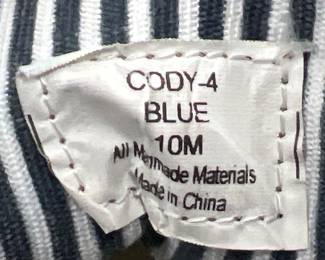 CODY-4
BLUE
10M
All Manmade Materials
Made in China